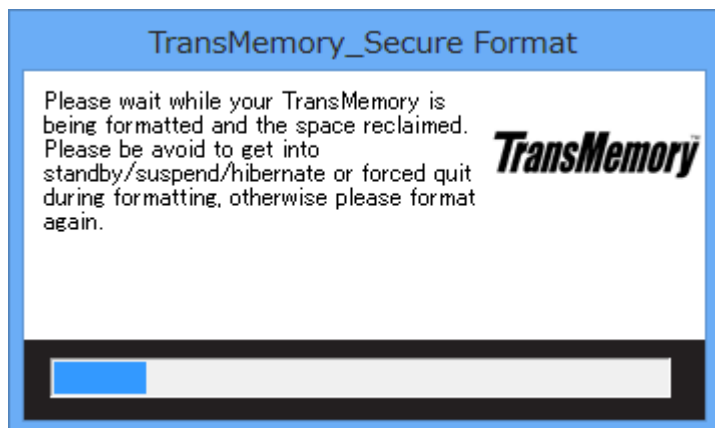 TransMemory_Secure Format
Please wait while your TransMemory is
being formatted and the space reclaimed.
Please be avoid to get into
standby/suspend/hibernate or forced quit
during formatting, otherwise please format
again.
TransMemory™